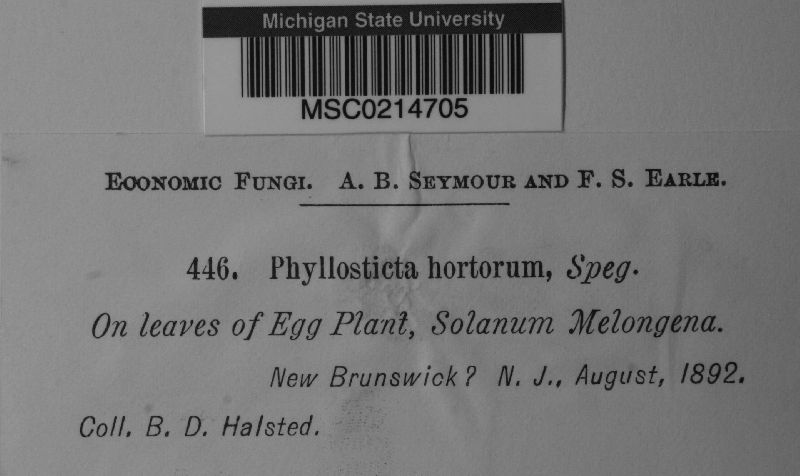 Michigan State University
MSC0214705
Economic Fungi. A. B. Seymour and F. S. Earle.
446. Phyllosticta hortorum, Speg.
On leaves of Egg Plant, Solanum Melongena.
New Brunswick? N. J., August, 1892.
Coll. B. D. Halsted.